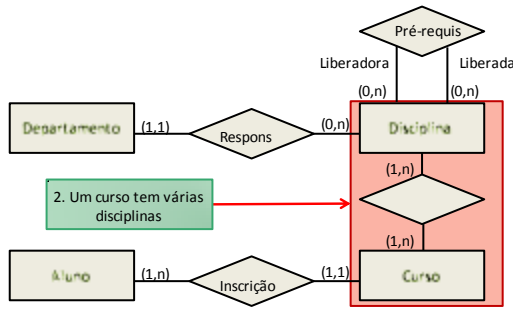 Pré-requis
Liberadora
Liberada
(0,n)
(0,n)
Departamento
(1,1)
Respons
(0,n)
Disciplina
(1,n)
2. Um curso tem várias
disciplinas
(1,n)
Aluno
(1,n)
Inscrição
(1,1)
Curso